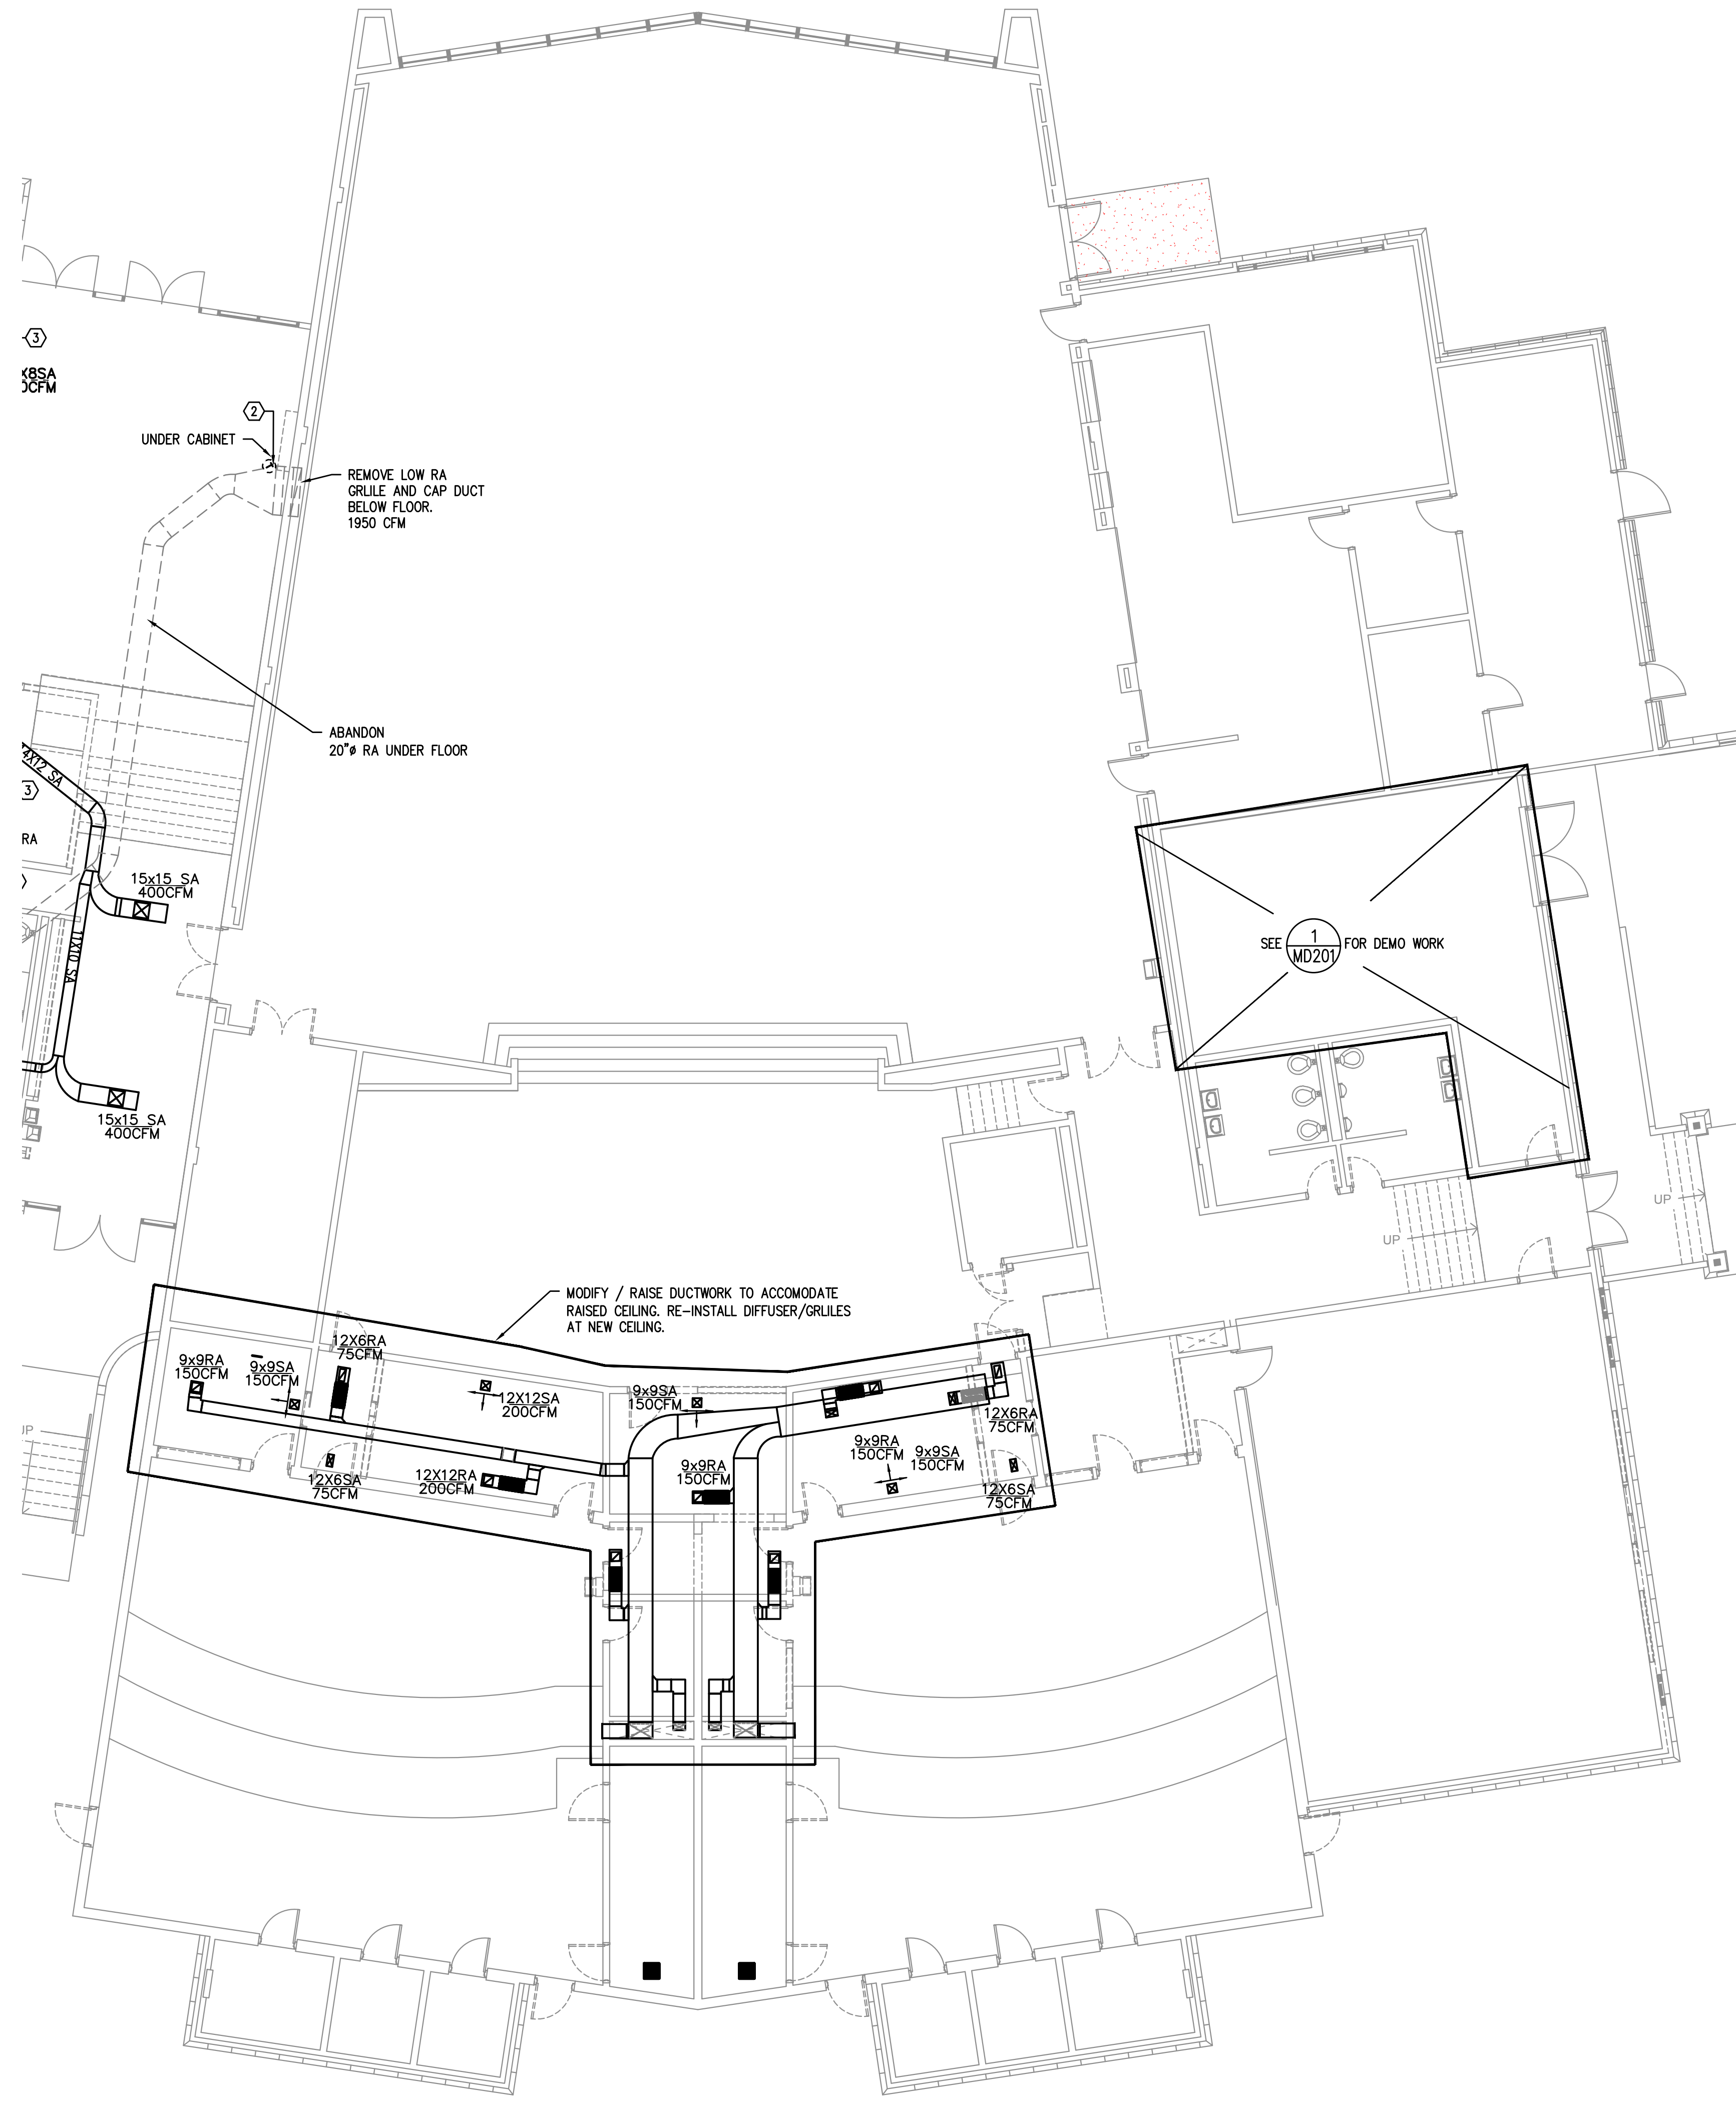 3
X8SA
0CFM
2
UNDER CABINET
REMOVE LOW RA
GRLILE AND CAP DUCT
BELOW FLOOR.
1950 CFM
ABANDON
20"ø RA UNDER FLOOR
4X12 SA
3
RA
15x15 SA
400CFM
11X10 SA
15x15 SA
400CFM
SEE 1 FOR DEMO WORK
MD201
UP
UP
MODIFY / RAISE DUCTWORK TO ACCOMODATE
RAISED CEILING. RE-INSTALL DIFFUSER/GRLILES
AT NEW CEILING.
12X6RA
75CFM
9x9RA
150CFM
9x9SA
150CFM
12X12SA
200CFM
9x9SA
150CFM
12X6RA
75CFM
9x9RA
150CFM
9x9SA
150CFM
9x9RA
150CFM
12X6SA
75CFM
12X12RA
200CFM
12X6SA
75CFM
UP